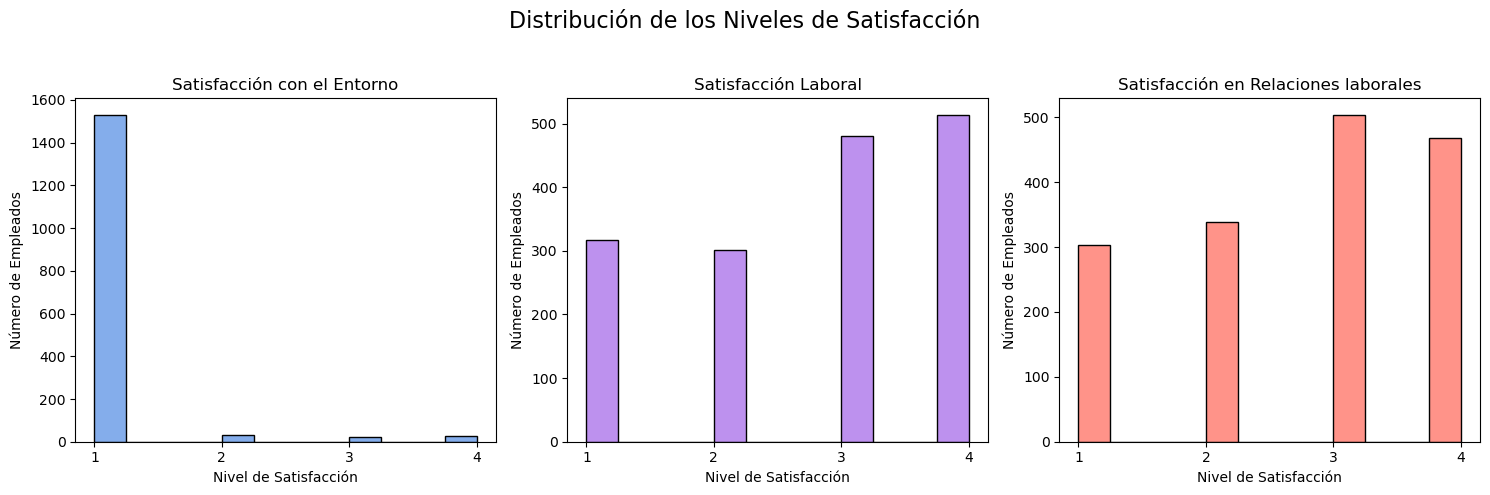 Distribución de los Niveles de Satisfacción
Satisfacción con el Entorno
1600
1400
1200
1000
800
600
400
200
0
Número de Empleados
1 2 3 4
Nivel de Satisfacción
Satisfacción Laboral
500
400
300
200
100
0
Número de Empleados
1 2 3 4
Nivel de Satisfacción
Satisfacción en Relaciones laborales
500
400
300
200
100
0
Número de Empleados
1 2 3 4
Nivel de Satisfacción